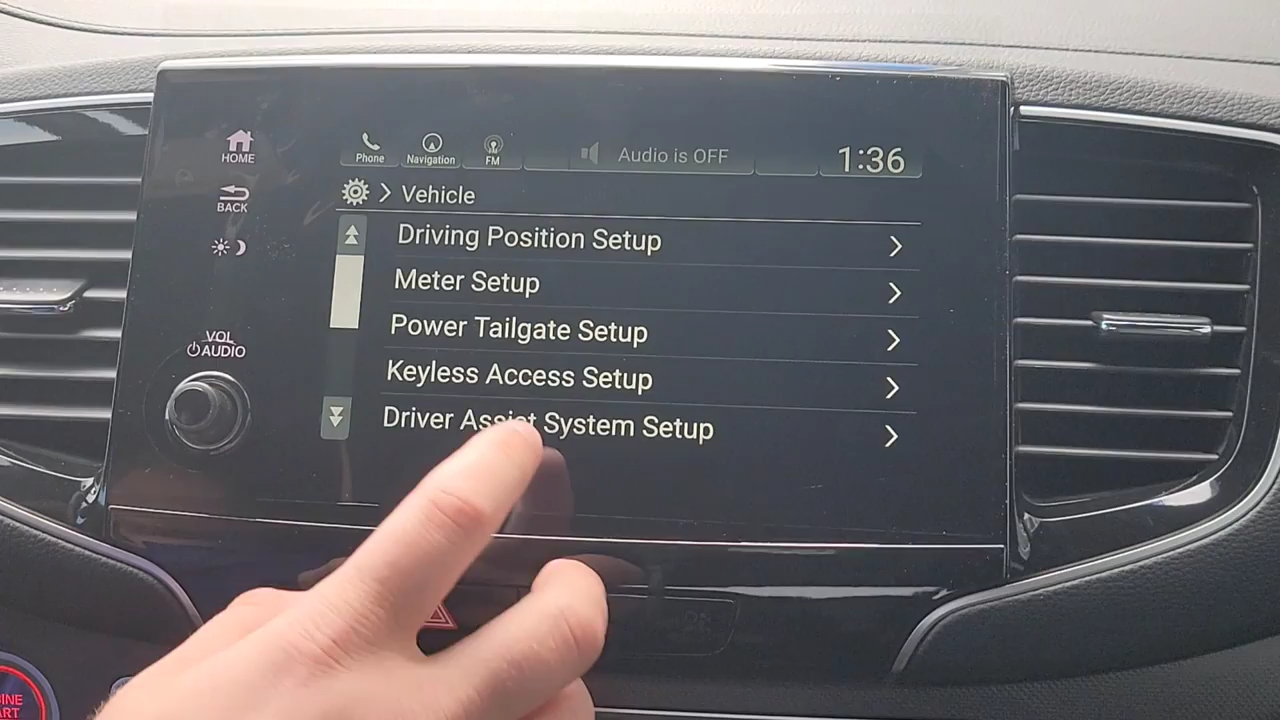 HOME
BACK
VOL
AUDIO
Phone
Navigation
FM
Audio is OFF
1:36
Vehicle
Driving Position Setup
Meter Setup
Power Tailgate Setup
Keyless Access Setup
Driver Assist System Setup